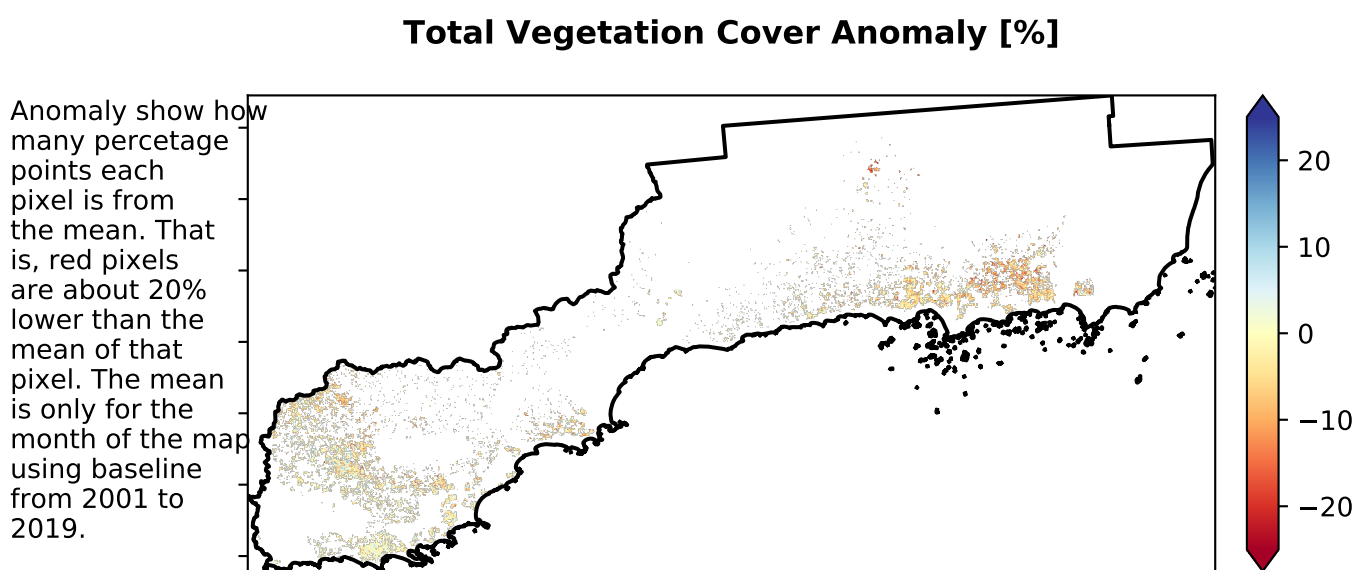 Total Vegetation Cover Anomaly [%]
Anomaly show how
many percetage
points each
pixel is from
the mean. That
is, red pixels
are about 20%
lower than the
mean of that
pixel. The mean
is only for the
month of the map
using baseline
from 2001 to
2019.
20
10
0
−10
−20